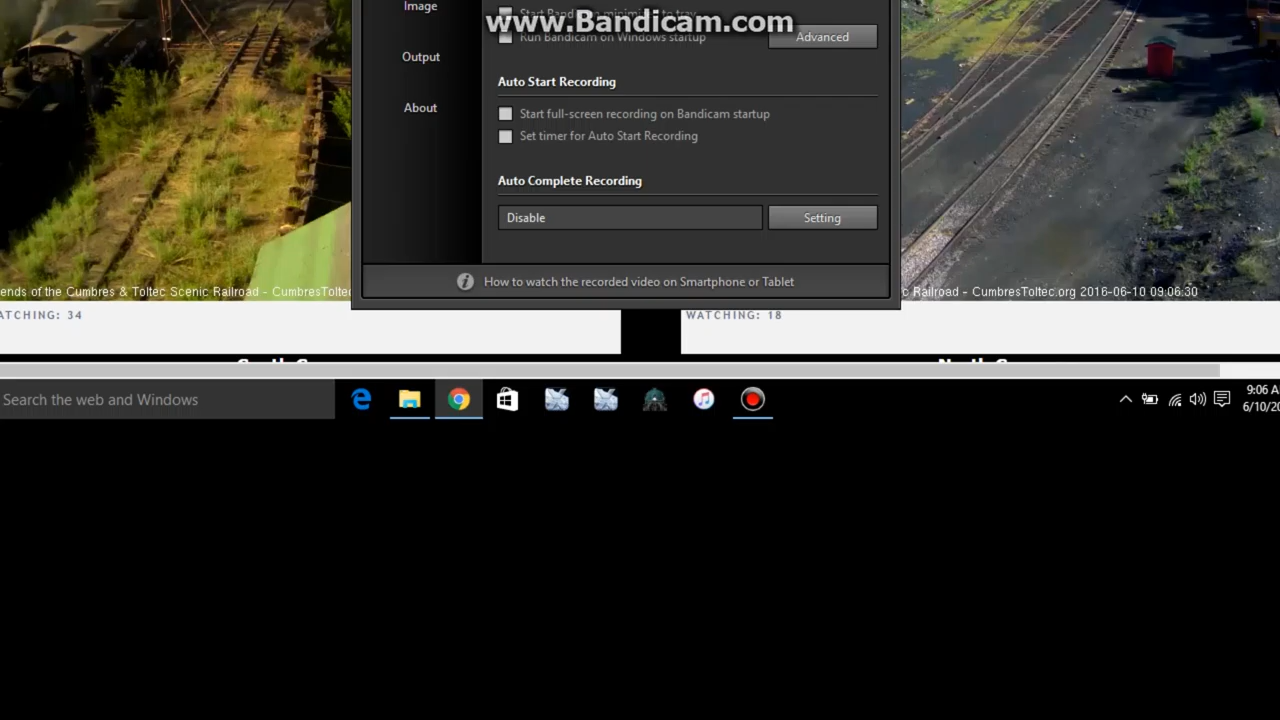 Image
www.Bandicam.com
Run Bandicam on Windows startup
Advanced
Output
Auto Start Recording
About
Start full-screen recording on Bandicam startup
Set timer for Auto Start Recording
Auto Complete Recording
Disable
Setting
How to watch the recorded video on Smartphone or Tablet
ends of the Cumbres & Toltec Scenic Railroad - CumbresToltec
c Railroad - CumbresToltec.org 2016-06-10 09:06:30
ATCHING: 34
WATCHING: 18
Search the web and Windows
9:06 A
6/10/20